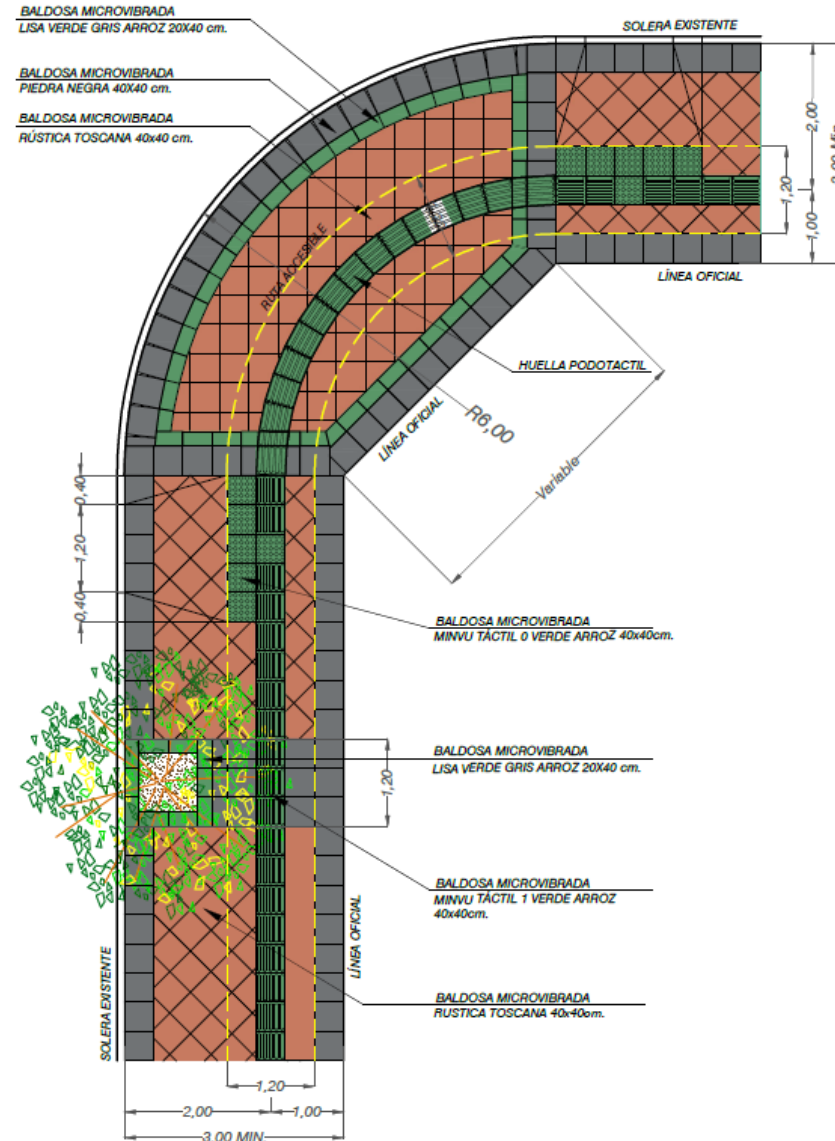 BALDOSA MICROVIBRADA
LISA VERDE GRIS ARROZ 20X40 cm.
BALDOSA MICROVIBRADA
PIEDRA NEGRA 40X40 cm.
BALDOSA MICROVIBRADA
RÚSTICA TOSCANA 40x40 cm.
SOLERA EXISTENTE
2,00
1,20
1,00
LÍNEA OFICIAL
RUTA ACCESIBLE
HUELLA PODOTACTIL
R6,00
LÍNEA OFICIAL
Variable
0,40
1,20
0,40
BALDOSA MICROVIBRADA
MINVU TÁCTIL 0 VERDE ARROZ 40x40cm.
BALDOSA MICROVIBRADA
LISA VERDE GRIS ARROZ 20X40 cm.
1,20
BALDOSA MICROVIBRADA
MINVU TÁCTIL 1 VERDE ARROZ
40x40cm.
LÍNEA OFICIAL
SOLERA EXISTENTE
BALDOSA MICROVIBRADA
RUSTICA TOSCANA 40x40cm.
1,20
2,00
1,00
3,00 MIN